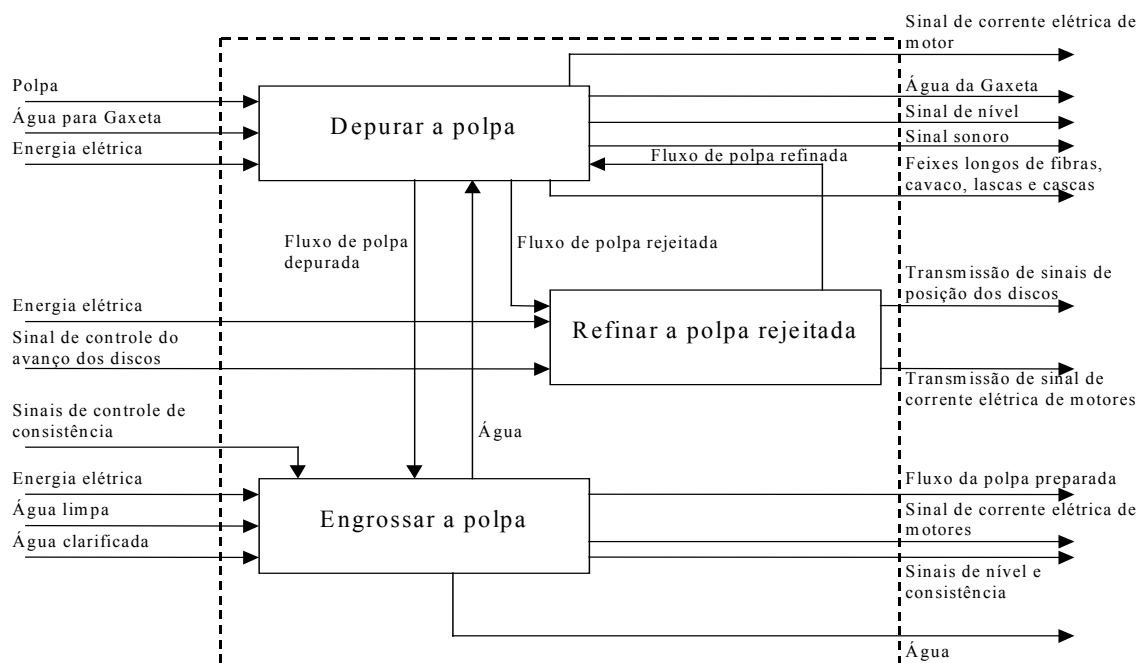 Sinal de corrente elétrica de
motor
Polpa
Água para Gaxeta
Energia elétrica
Depurar a polpa
Água da Gaxeta
Sinal de nível
Sinal sonoro
Fluxo de polpa refinada
Feixes longos de fibras,
cavaco, lascas e cascas
Fluxo de polpa
depurada
Fluxo de polpa rejeitada
Energia elétrica
Sinal de controle do
avanço dos discos
Refinar a polpa rejeitada
Transmissão de sinais de
posição dos discos
Transmissão de sinal de
corrente elétrica de motores
Sinais de controle de
consistência
Água
Energia elétrica
Água limpa
Água clarificada
Engrossar a polpa
Fluxo da polpa preparada
Sinal de corrente elétrica de
motores
Sinais de nível e
consistência
Água